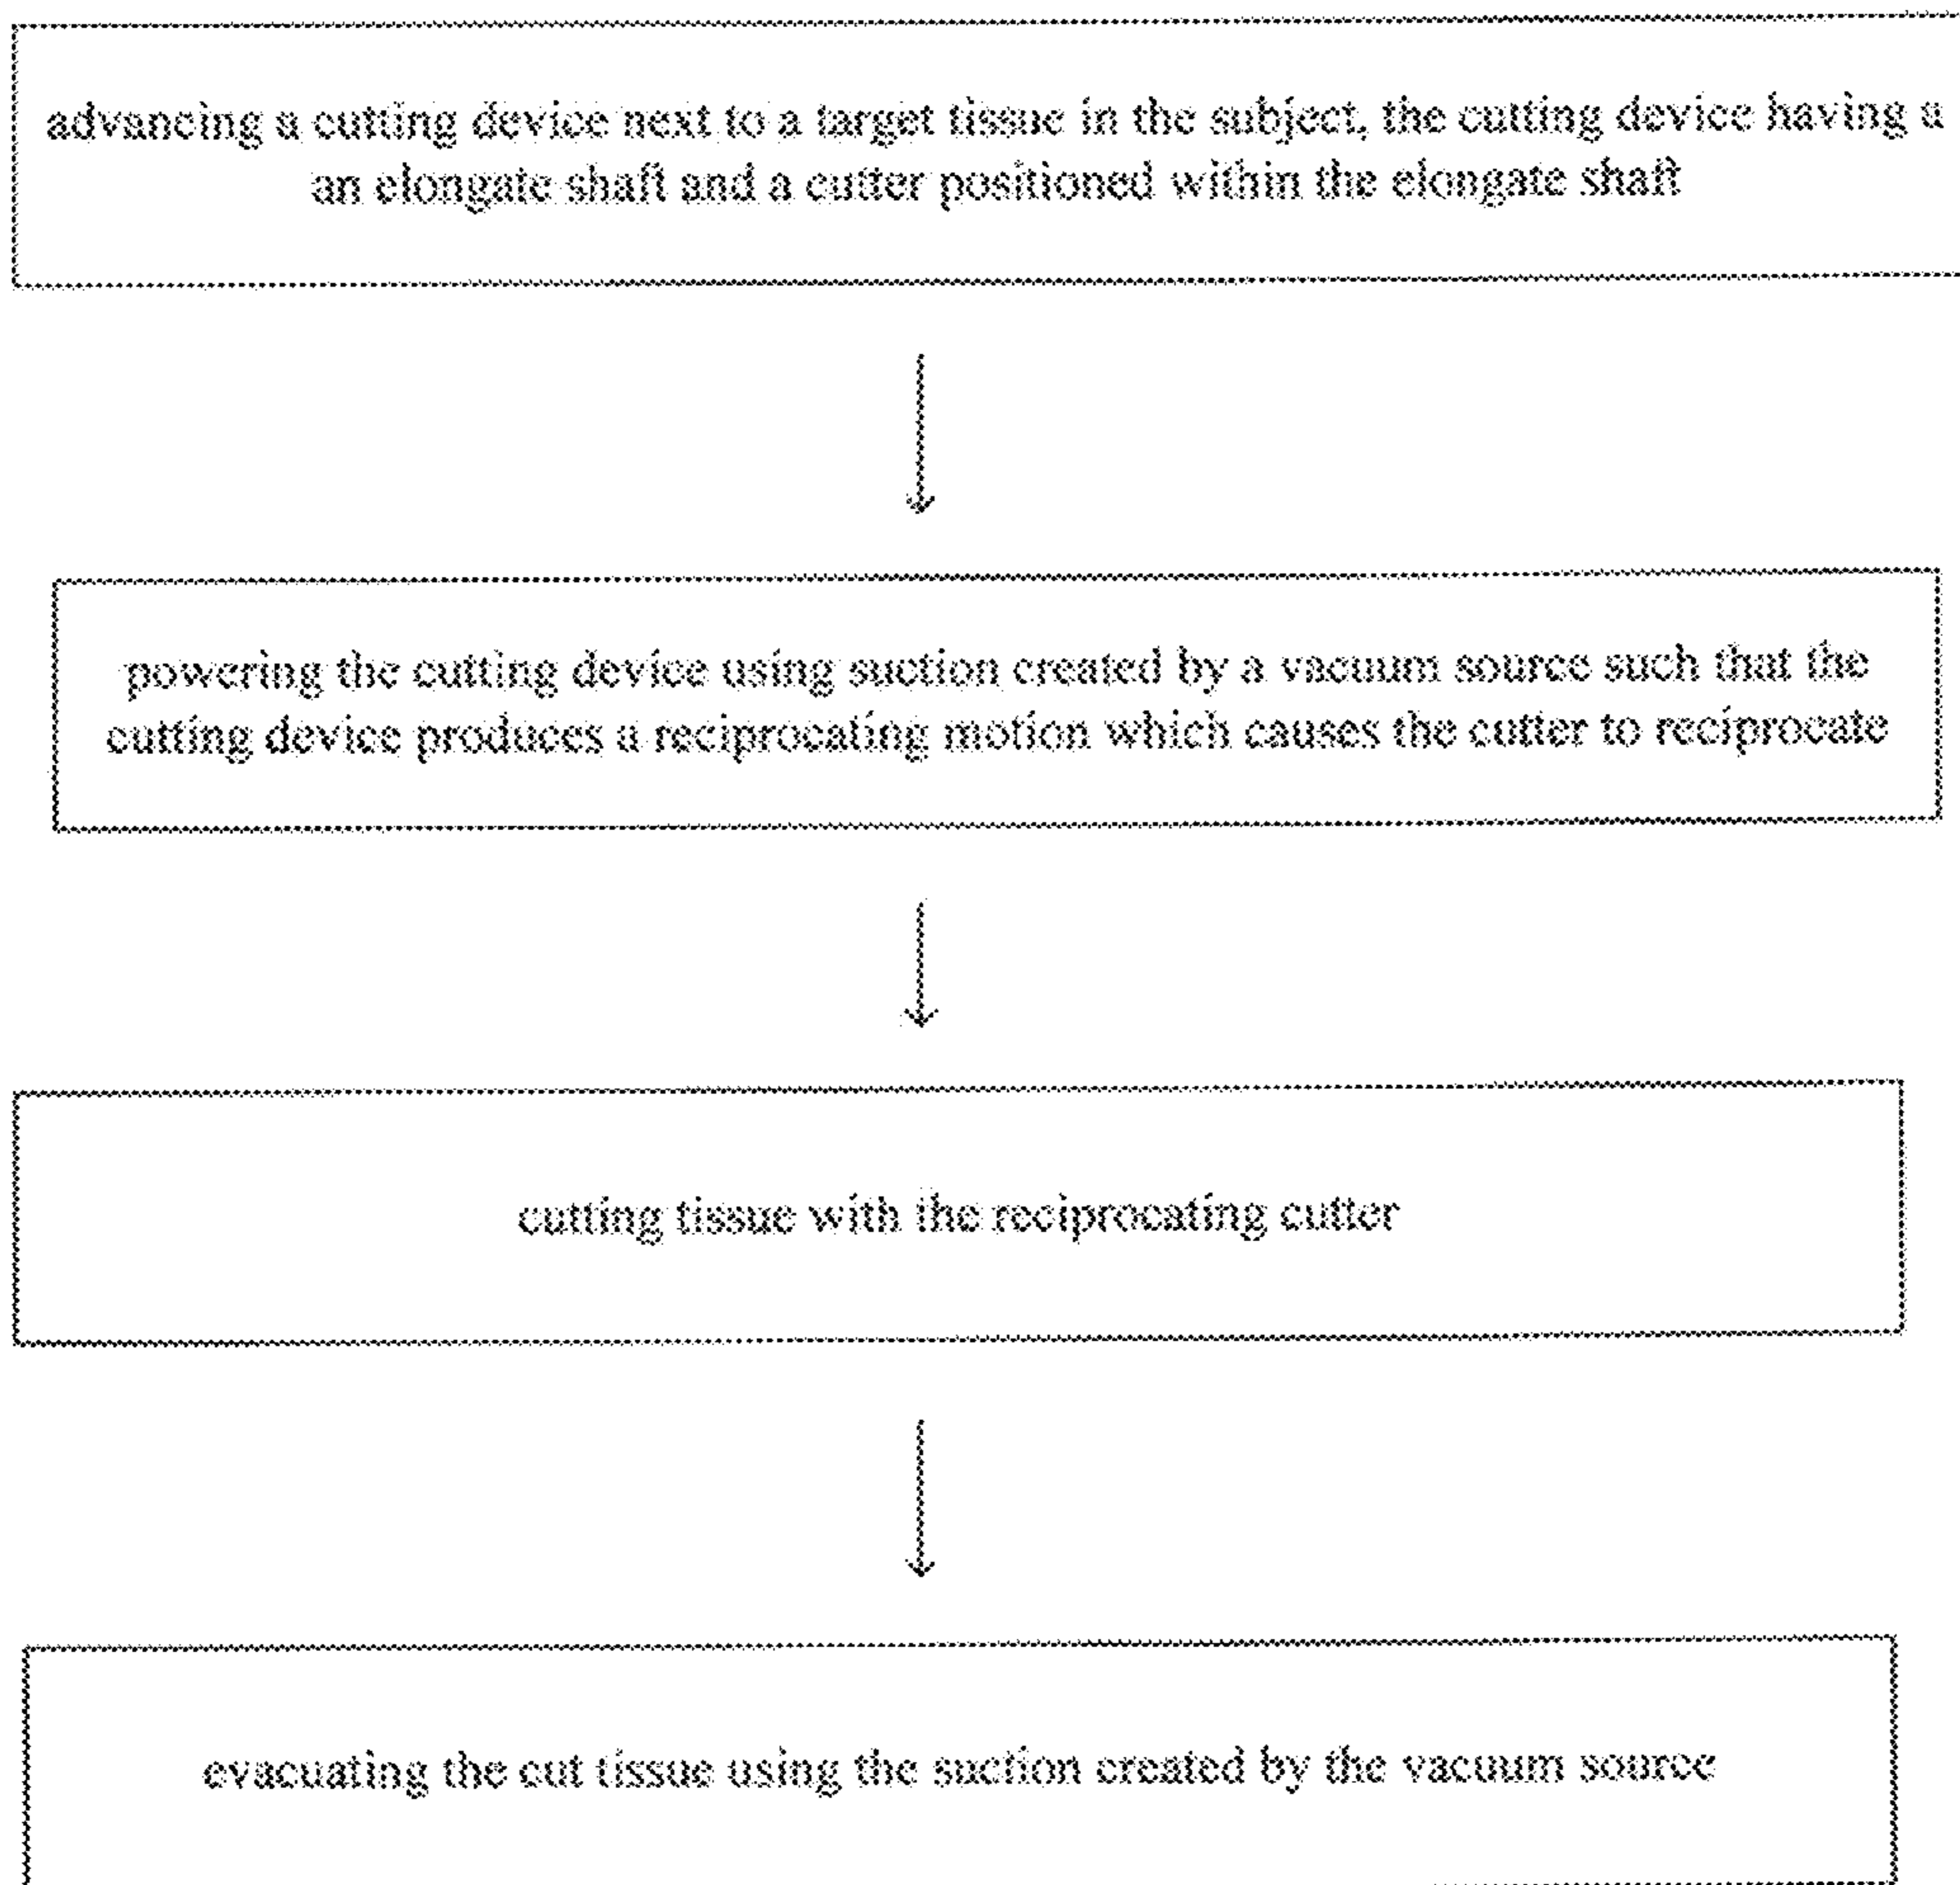 advancing a cutting device next to a target tissue in the subject, the cutting device having a
an elongate shaft and a cutter positioned within the elongate shaft
powering the cutting device using suction created by a vacuum source such that the
cutting device produces a reciprocating motion which causes the cutter to reciprocate
cutting tissue with the reciprocating cutter
evacuating the cut tissue using the suction created by the vacuum source